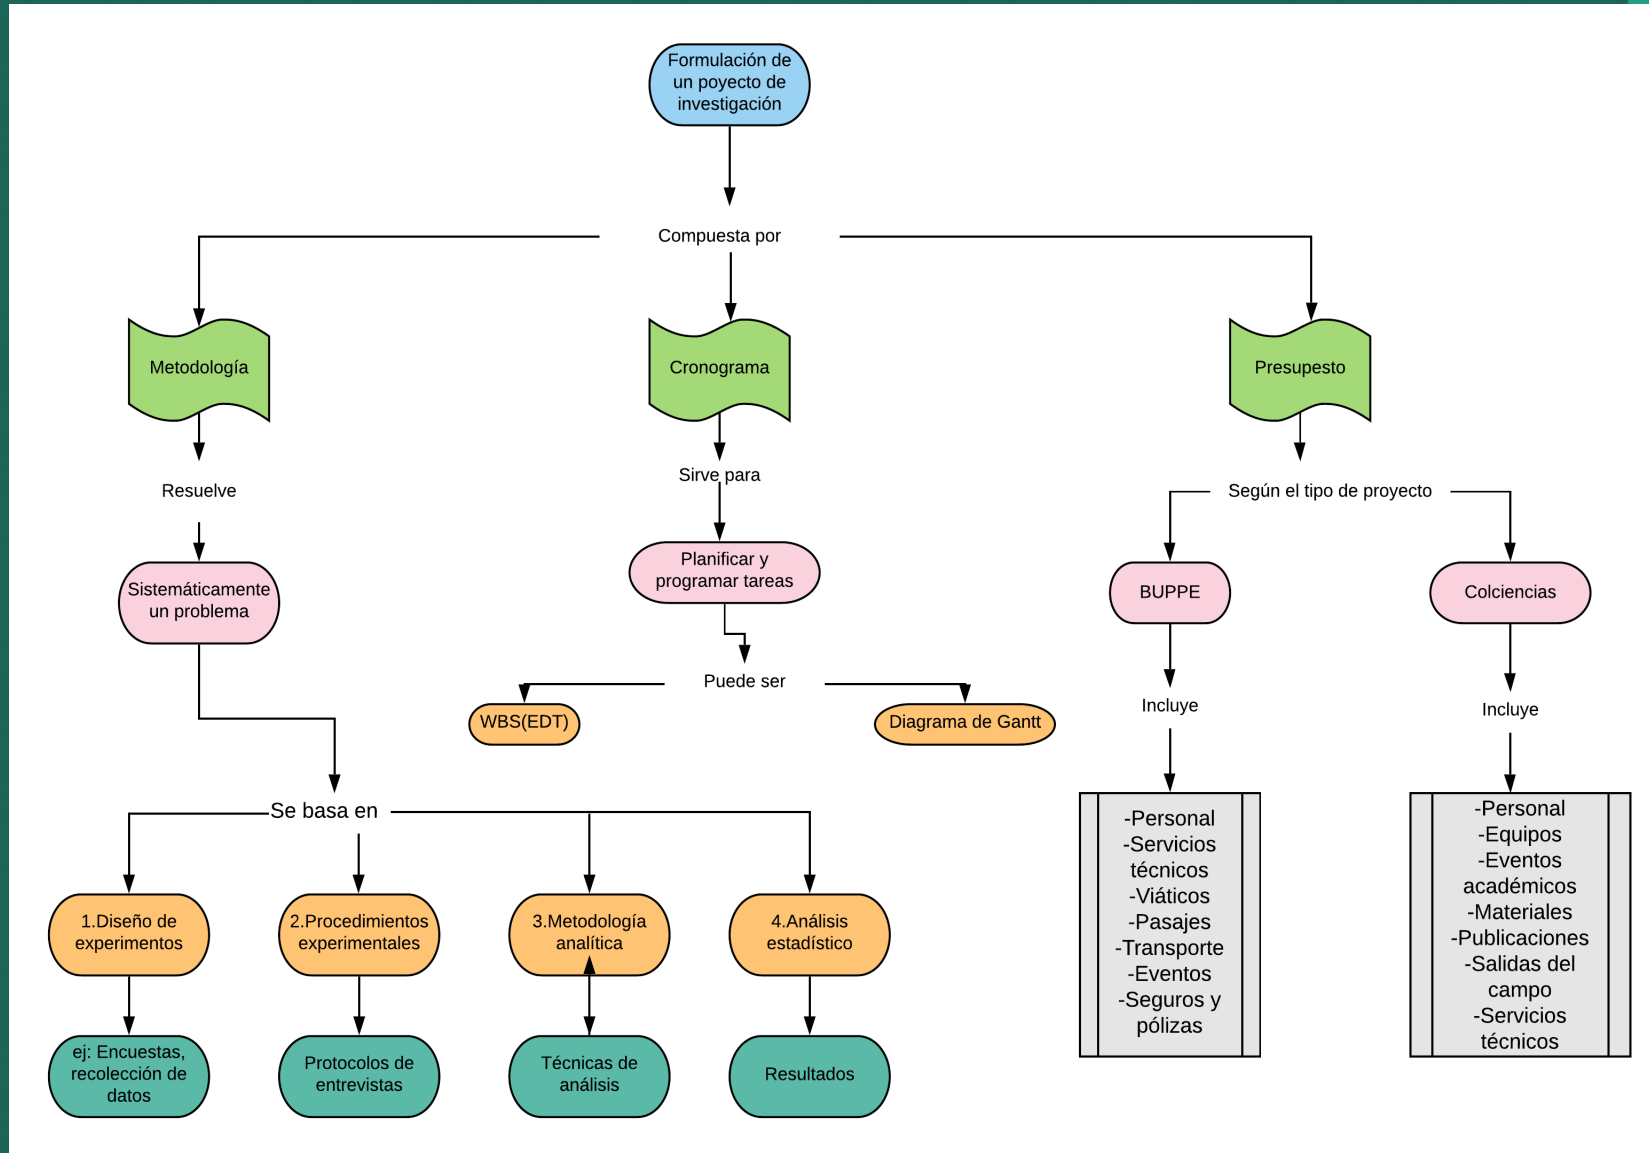 Formulación de
un poyecto de
investigación
Compuesta por
Metodología
Cronograma
Presupesto
Resuelve
Sirve para
Según el tipo de proyecto
Sistemáticamente
un problema
Planificar y
programar tareas
BUPPE
Colciencias
Puede ser
Incluye
Incluye
WBS(EDT)
Diagrama de Gantt
Se basa en
1.Diseño de
experimentos
2.Procedimientos
experimentales
3.Metodología
analítica
4.Análisis
estadístico
ej: Encuestas,
recolección de
datos
Protocolos de
entrevistas
Técnicas de
análisis
Resultados
-Personal
-Servicios
técnicos
-Viáticos
-Pasajes
-Transporte
-Eventos
-Seguros y
pólizas
-Personal
-Equipos
-Eventos
académicos
-Materiales
-Publicaciones
-Salidas del
campo
-Servicios
técnicos